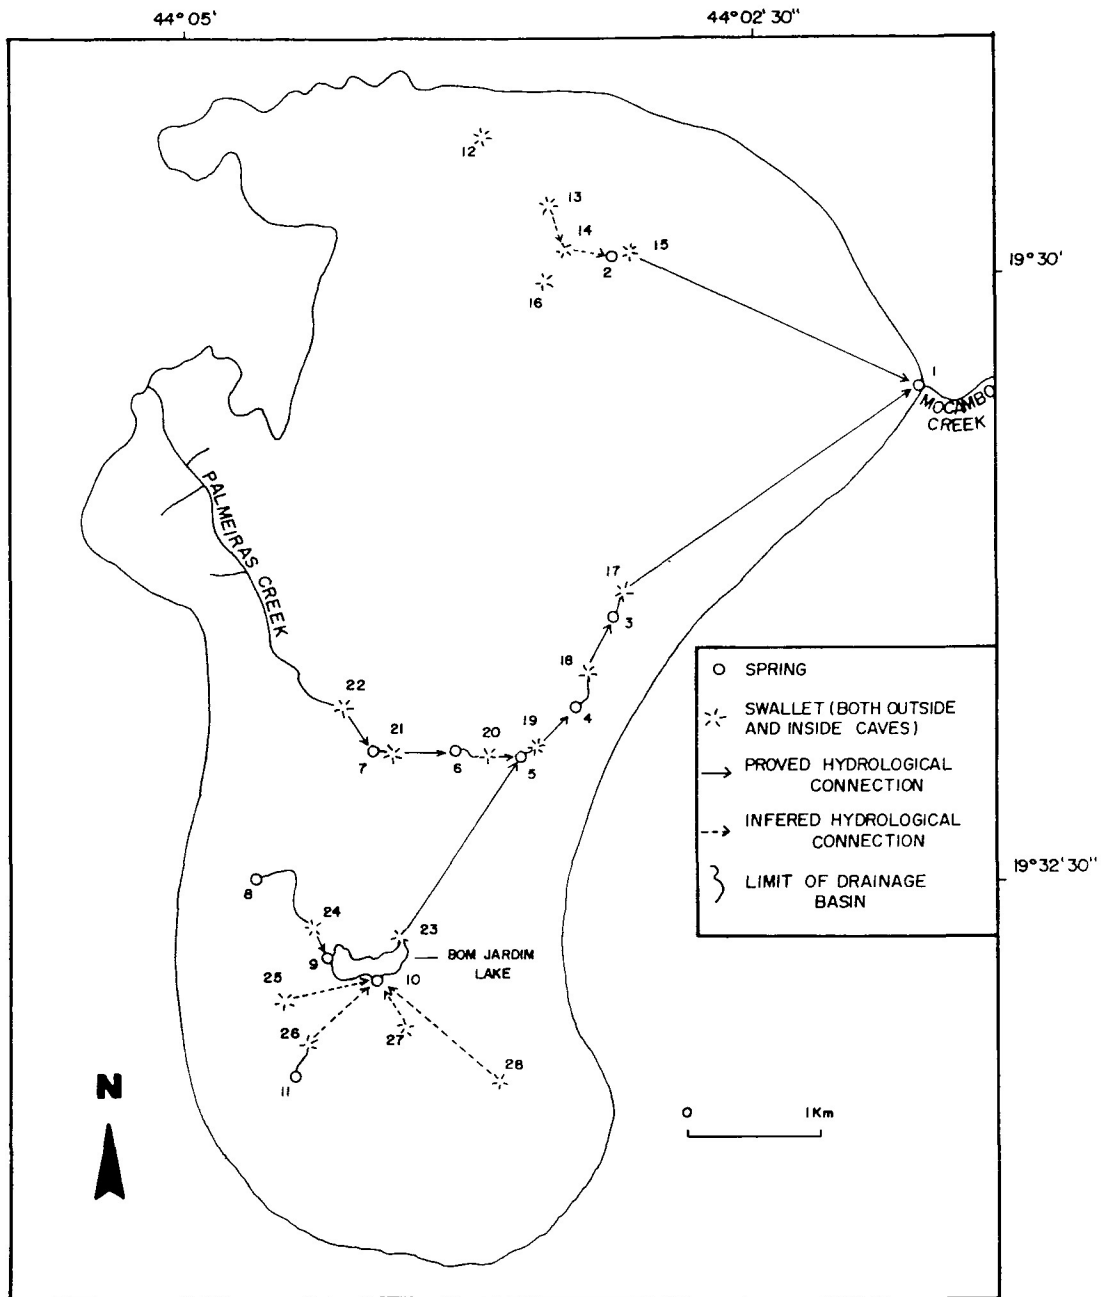 44° 05'
44° 02' 30"
12
13
14
15
2
16
19° 30'
1
MOCAMBO
CREEK
PALMEIRAS CREEK
17
3
18
22
4
21
20
19
7
6
5
SPRING
SWALLET (BOTH OUTSIDE
AND INSIDE CAVES)
PROVED HYDROLOGICAL
CONNECTION
INFERED HYDROLOGICAL
CONNECTION
LIMIT OF DRAINAGE
BASIN
19° 32' 30"
8
24
23
9
BOM JARDIM
LAKE
10
25
26
27
28
11
N
0 1Km